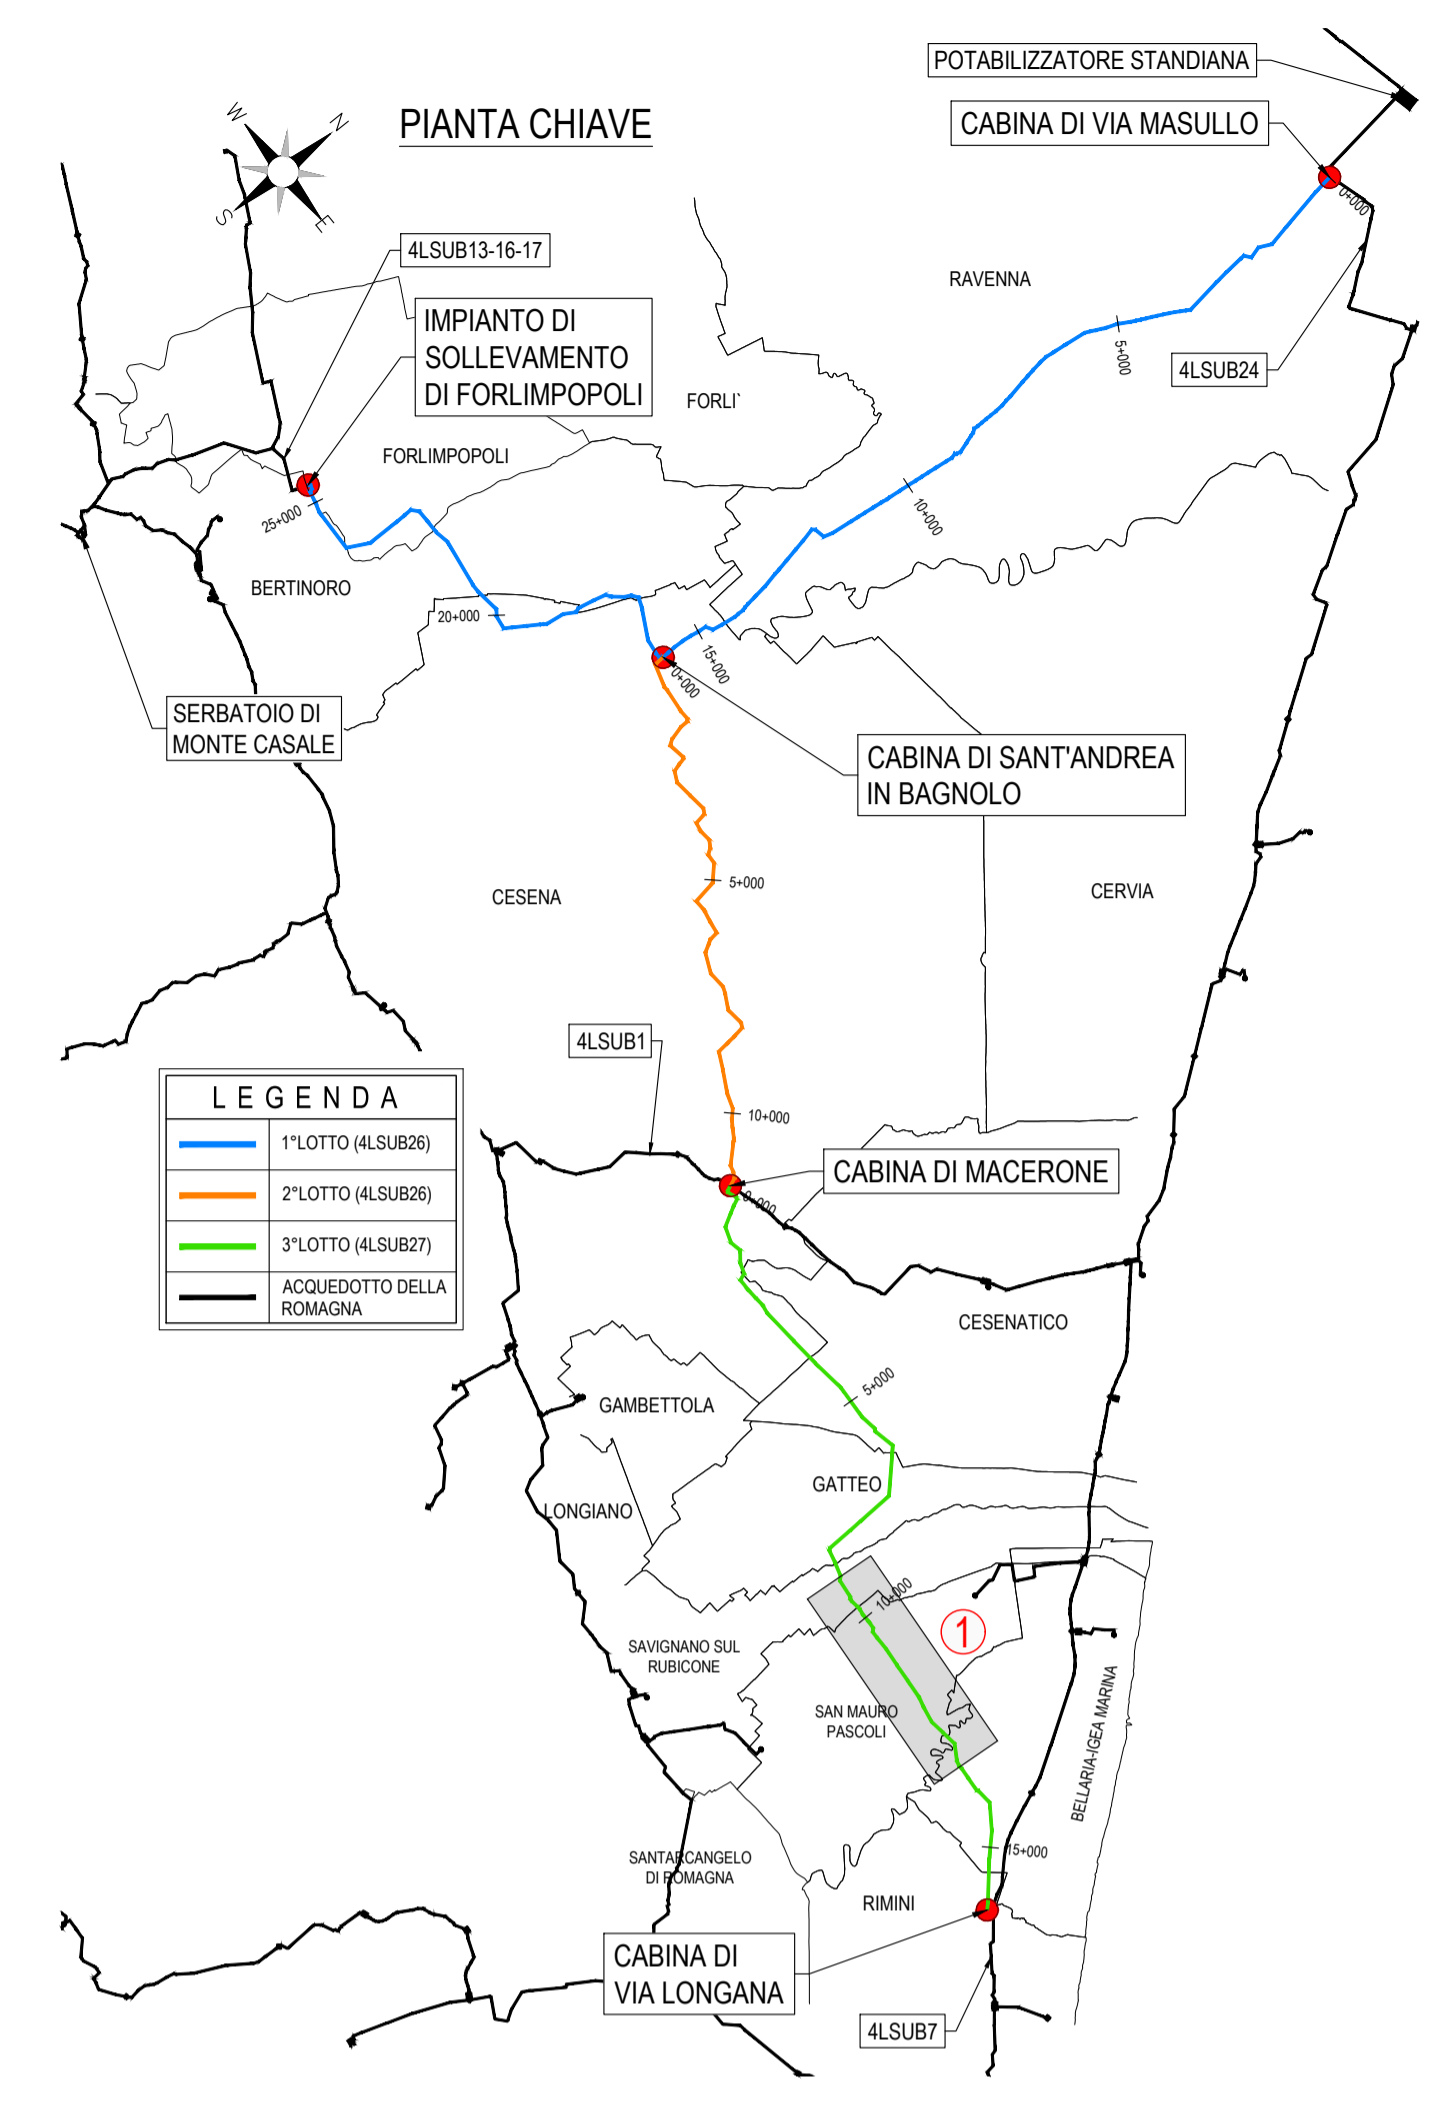 POTABILIZZATORE STANDIANA
PIANTA CHIAVE
CABINA DI VIA MASULLO
W
N
S
E
0+000
4LSUB13-16-17
RAVENNA
IMPIANTO DI
SOLLEVAMENTO
DI FORLIMPOPOLI
5+000
4LSUB24
FORLI`
FORLIMPOPOLI
25+000
10+000
BERTINORO
20+000
15+000
0+000
SERBATOIO DI
MONTE CASALE
CABINA DI SANT'ANDREA
IN BAGNOLO
5+000
CESENA
CERVIA
4LSUB1
10+000
LEGENDA
1°LOTTO (4LSUB26)
2°LOTTO (4LSUB26)
3°LOTTO (4LSUB27)
ACQUEDOTTO DELLA
ROMAGNA
CABINA DI MACERONE
0+000
CESENATICO
5+000
GAMBETTOLA
GATTEO
LONGIANO
10+000
1
SAVIGNANO SUL
RUBICONE
SAN MAURO
PASCOLI
BELLARIA-IGEA MARINA
15+000
SANTARCANGELO
DI ROMAGNA
RIMINI
CABINA DI
VIA LONGANA
4LSUB7